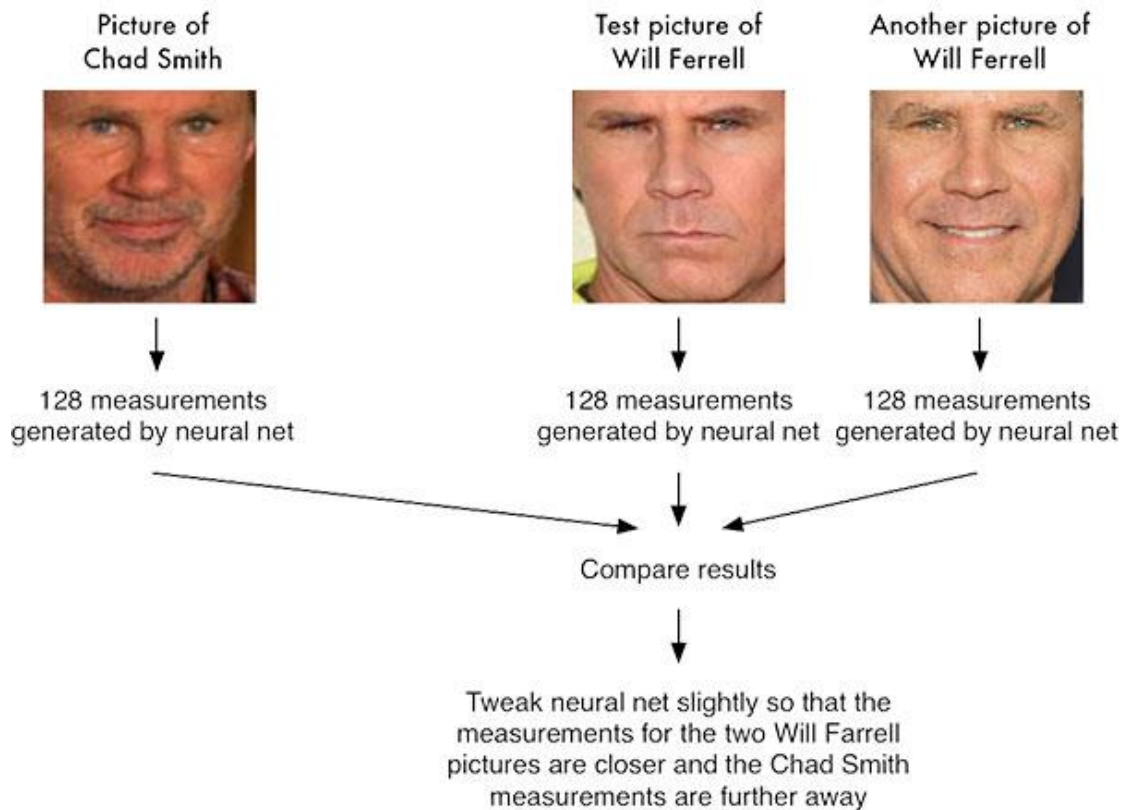 Picture of
Chad Smith
Test picture of
Will Ferrell
Another picture of
Will Ferrell
128 measurements
generated by neural net
128 measurements
generated by neural net
128 measurements
generated by neural net
Compare results
Tweak neural net slightly so that the
measurements for the two Will Farrell
pictures are closer and the Chad Smith
measurements are further away